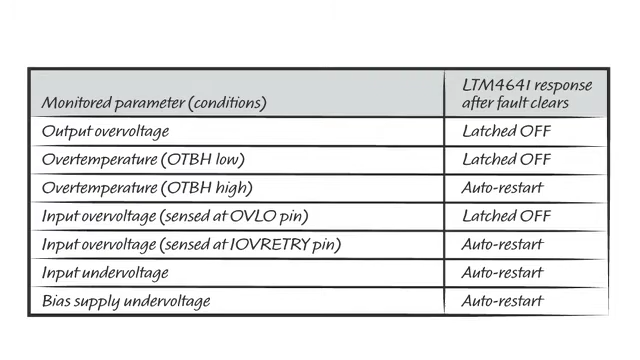 Monitored parameter (conditions)
LTM4641 response
after fault clears
Output overvoltage
Latched OFF
Overtemperature (OTBH low)
Latched OFF
Overtemperature (OTBH high)
Auto-restart
Input overvoltage (sensed at OVLO pin)
Latched OFF
Input overvoltage (sensed at IOVRETRY pin)
Auto-restart
Input undervoltage
Auto-restart
Bias supply undervoltage
Auto-restart